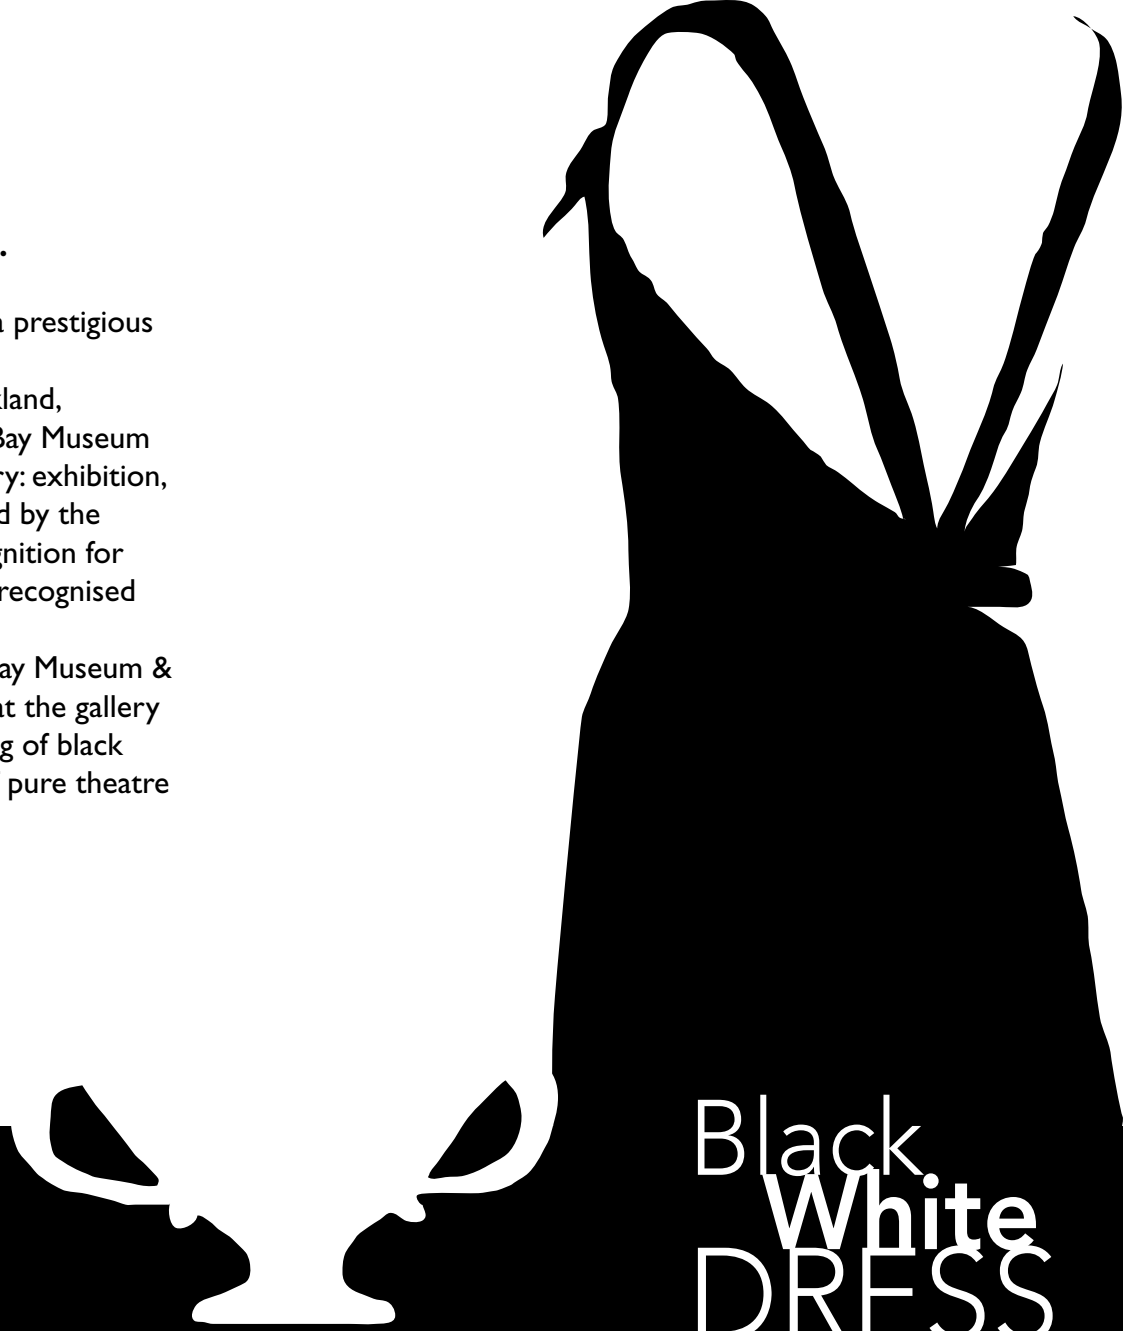 .
prestigious
land,
Bay Museum
ry: exhibition,
d by the
gnition for
recognised
ay Museum &
at the gallery
g of black
pure theatre
Black
White
DRESS